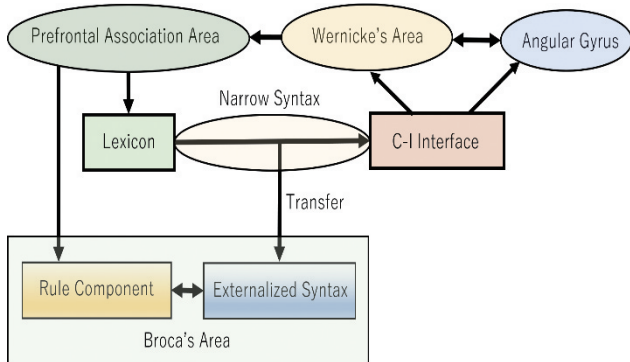 Prefrontal Association Area
Wernicke's Area
Angular Gyrus
Narrow Syntax
Lexicon
C-I Interface
Transfer
Rule Component
Externalized Syntax
Broca's Area